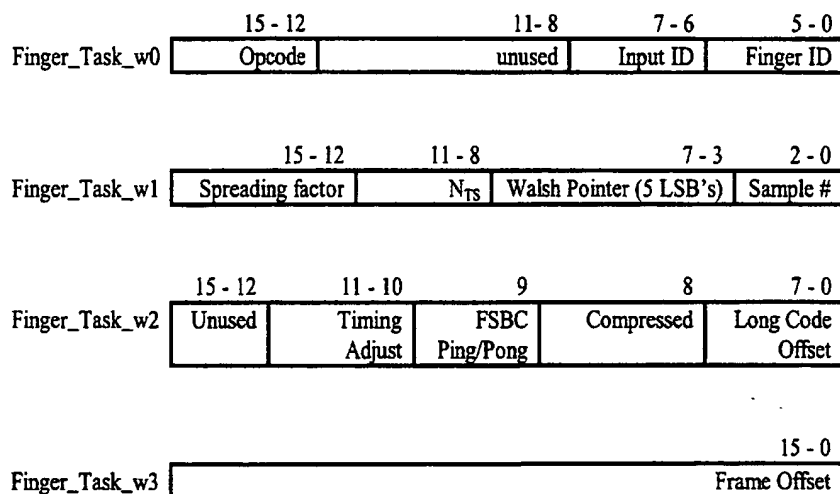 15 - 12 11- 8 7 - 6 5 - 0
Finger_Task_w0 Opcode unused Input ID Finger ID
15 - 12 11 - 8 7 - 3 2 - 0
Finger_Task_w1 Spreading factor N_TS Walsh Pointer (5 LSB's) Sample #
15 - 12 11 - 10 9 8 7 - 0
Finger_Task_w2 Unused Timing FSBC Compressed Long Code
Adjust Ping/Pong Offset
15 - 0
Finger_Task_w3 Frame Offset